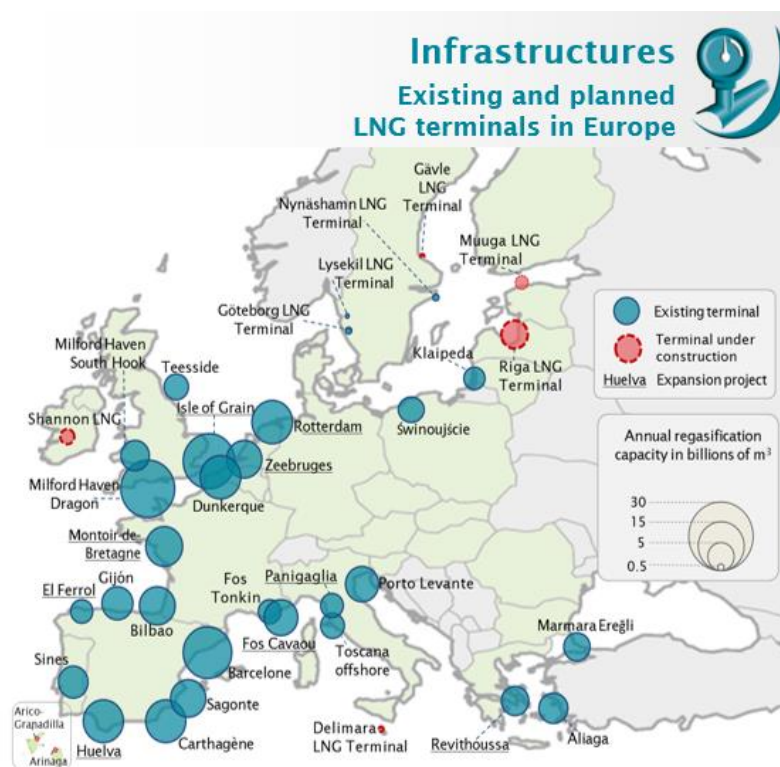 Infrastructures
Existing and planned
LNG terminals in Europe
Gävle
LNG
Terminal
Nynäshamn LNG
Terminal
Muuga LNG
Terminal
Lysekil LNG
Terminal
Göteborg LNG
Terminal
Milford Haven
South Hook
Teesside
Klaipeda
Riga LNG
Terminal
Existing terminal
Terminal under
construction
Huelva Expansion project
Isle of Grain
Shannon LNG
Rotterdam
Świnoujście
Zeebruges
Milford Haven
Dragon
Dunkerque
Annual regasification
capacity in billions of m³
30
15
5
0.5
Montoir de-
Bretagne
Gijón
El Ferrol
Fos
Tonkin
Panigaglia
Porto Levante
Bilbao
Fos Cavaou
Toscana
offshore
Marmara Ereğli
Sines
Barcelone
Sagonte
Arico-
Grapadilla
Arinaga
Huelva
Carthagène
Delimara
LNG Terminal
Revithoussa
Aliaga